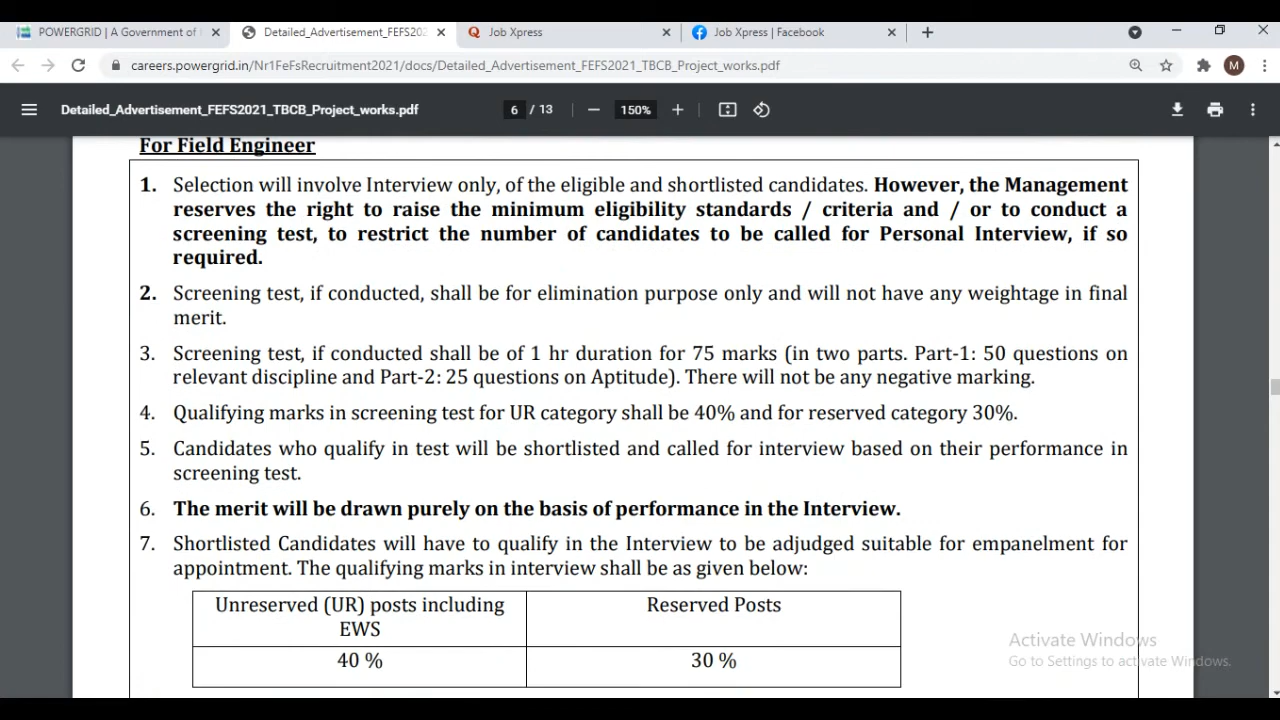 POWERGRID | A Government of
Detailed_Advertisement_FEFS202
Job Xpress
Job Xpress | Facebook
careers.powergrid.in/Nr1FeFsRecruitment2021/docs/Detailed_Advertisement_FEFS2021_TBCB_Project_works.pdf
M
Detailed_Advertisement_FEFS2021_TBCB_Project_works.pdf
6 / 13
150%
For Field Engineer
1. Selection will involve Interview only, of the eligible and shortlisted candidates. However, the Management
reserves the right to raise the minimum eligibility standards / criteria and / or to conduct a
screening test, to restrict the number of candidates to be called for Personal Interview, if so
required.
2. Screening test, if conducted, shall be for elimination purpose only and will not have any weightage in final
merit.
3. Screening test, if conducted shall be of 1 hr duration for 75 marks (in two parts. Part-1: 50 questions on
relevant discipline and Part-2: 25 questions on Aptitude). There will not be any negative marking.
4. Qualifying marks in screening test for UR category shall be 40% and for reserved category 30%.
5. Candidates who qualify in test will be shortlisted and called for interview based on their performance in
screening test.
6. The merit will be drawn purely on the basis of performance in the Interview.
7. Shortlisted Candidates will have to qualify in the Interview to be adjudged suitable for empanelment for
appointment. The qualifying marks in interview shall be as given below:
Unreserved (UR) posts including
EWS
Reserved Posts
40 %
30 %
Activate Windows
Go to Settings to activate Windows.